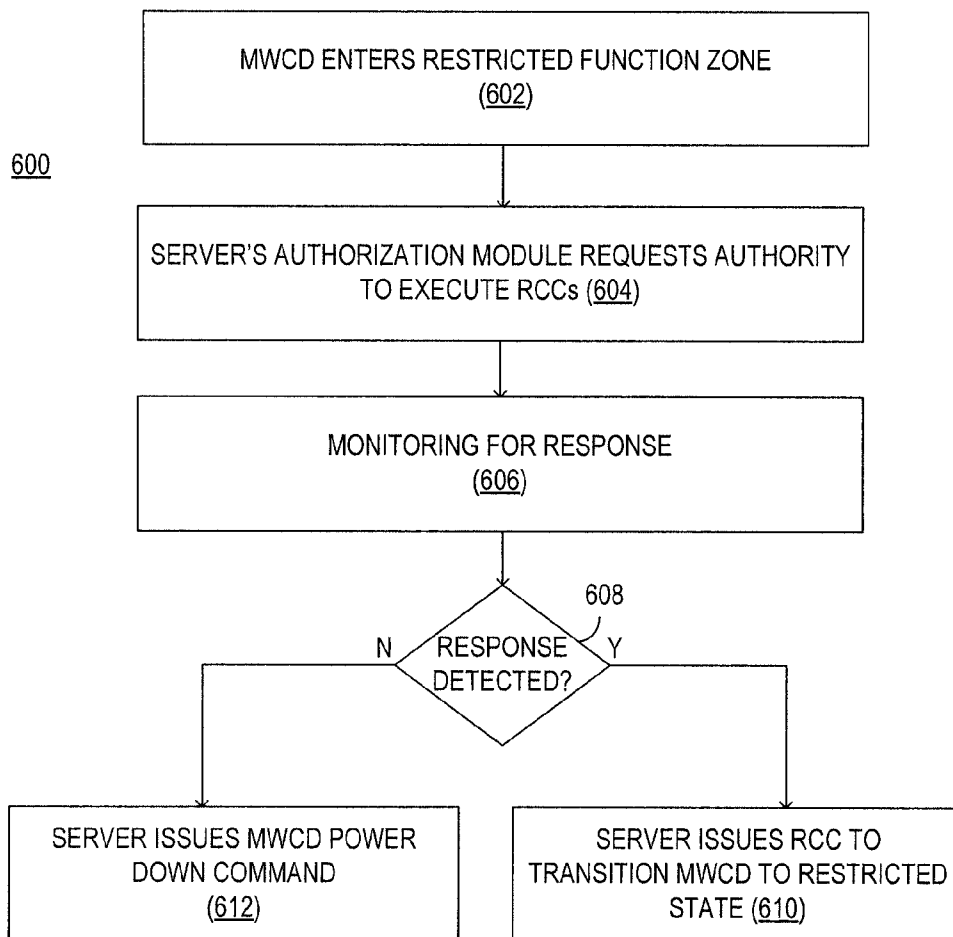 MWCD ENTERS RESTRICTED FUNCTION ZONE
(602)
600
SERVER'S AUTHORIZATION MODULE REQUESTS AUTHORITY
TO EXECUTE RCCs (604)
MONITORING FOR RESPONSE
(606)
608
N
RESPONSE
DETECTED?
Y
SERVER ISSUES MWCD POWER
DOWN COMMAND
(612)
SERVER ISSUES RCC TO
TRANSITION MWCD TO RESTRICTED
STATE (610)